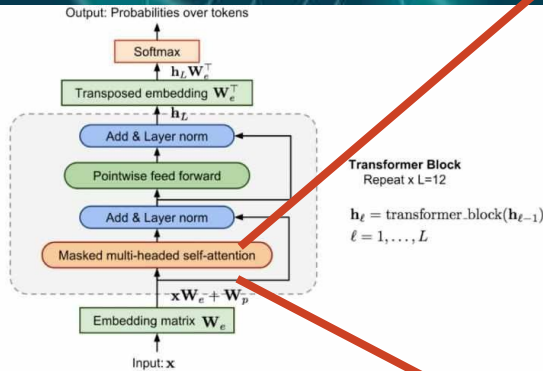 Output: Probabilities over tokens
Softmax
h_L W_e^⊤
Transposed embedding W_e^⊤
h_L
Add & Layer norm
Pointwise feed forward
Add & Layer norm
Masked multi-headed self-attention
xW_e + W_p
Embedding matrix W_e
Input: x
Transformer Block
Repeat x L=12
h_ℓ = transformer_block(h_{ℓ−1})
ℓ = 1, . . . , L